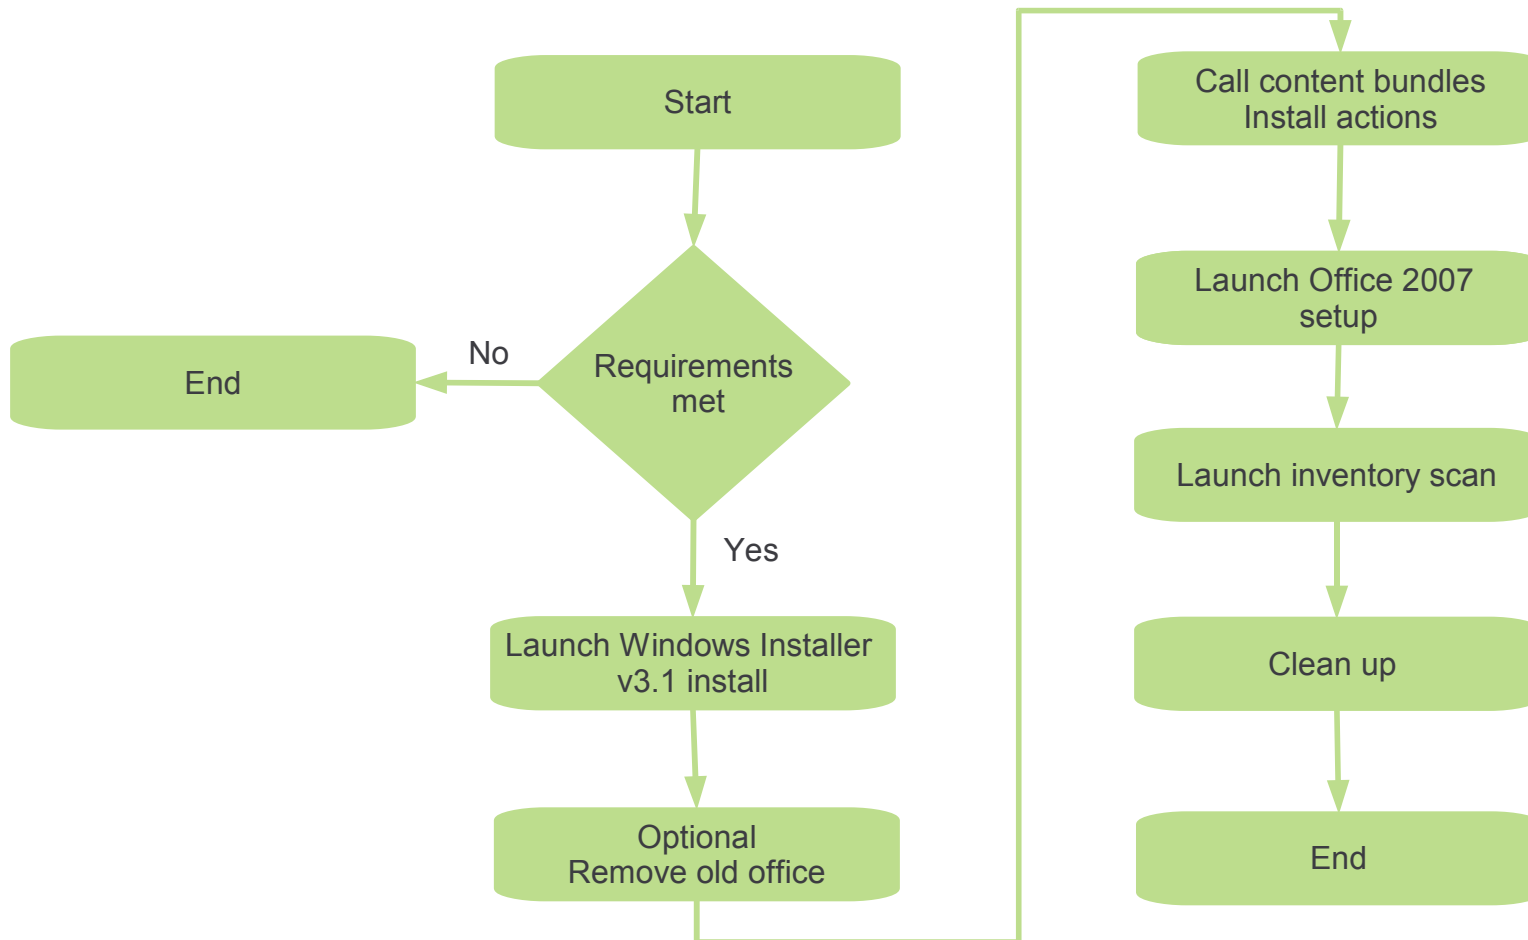 Start
Requirements
met
No
End
Yes
Launch Windows Installer
v3.1 install
Optional
Remove old office
Call content bundles
Install actions
Launch Office 2007
setup
Launch inventory scan
Clean up
End